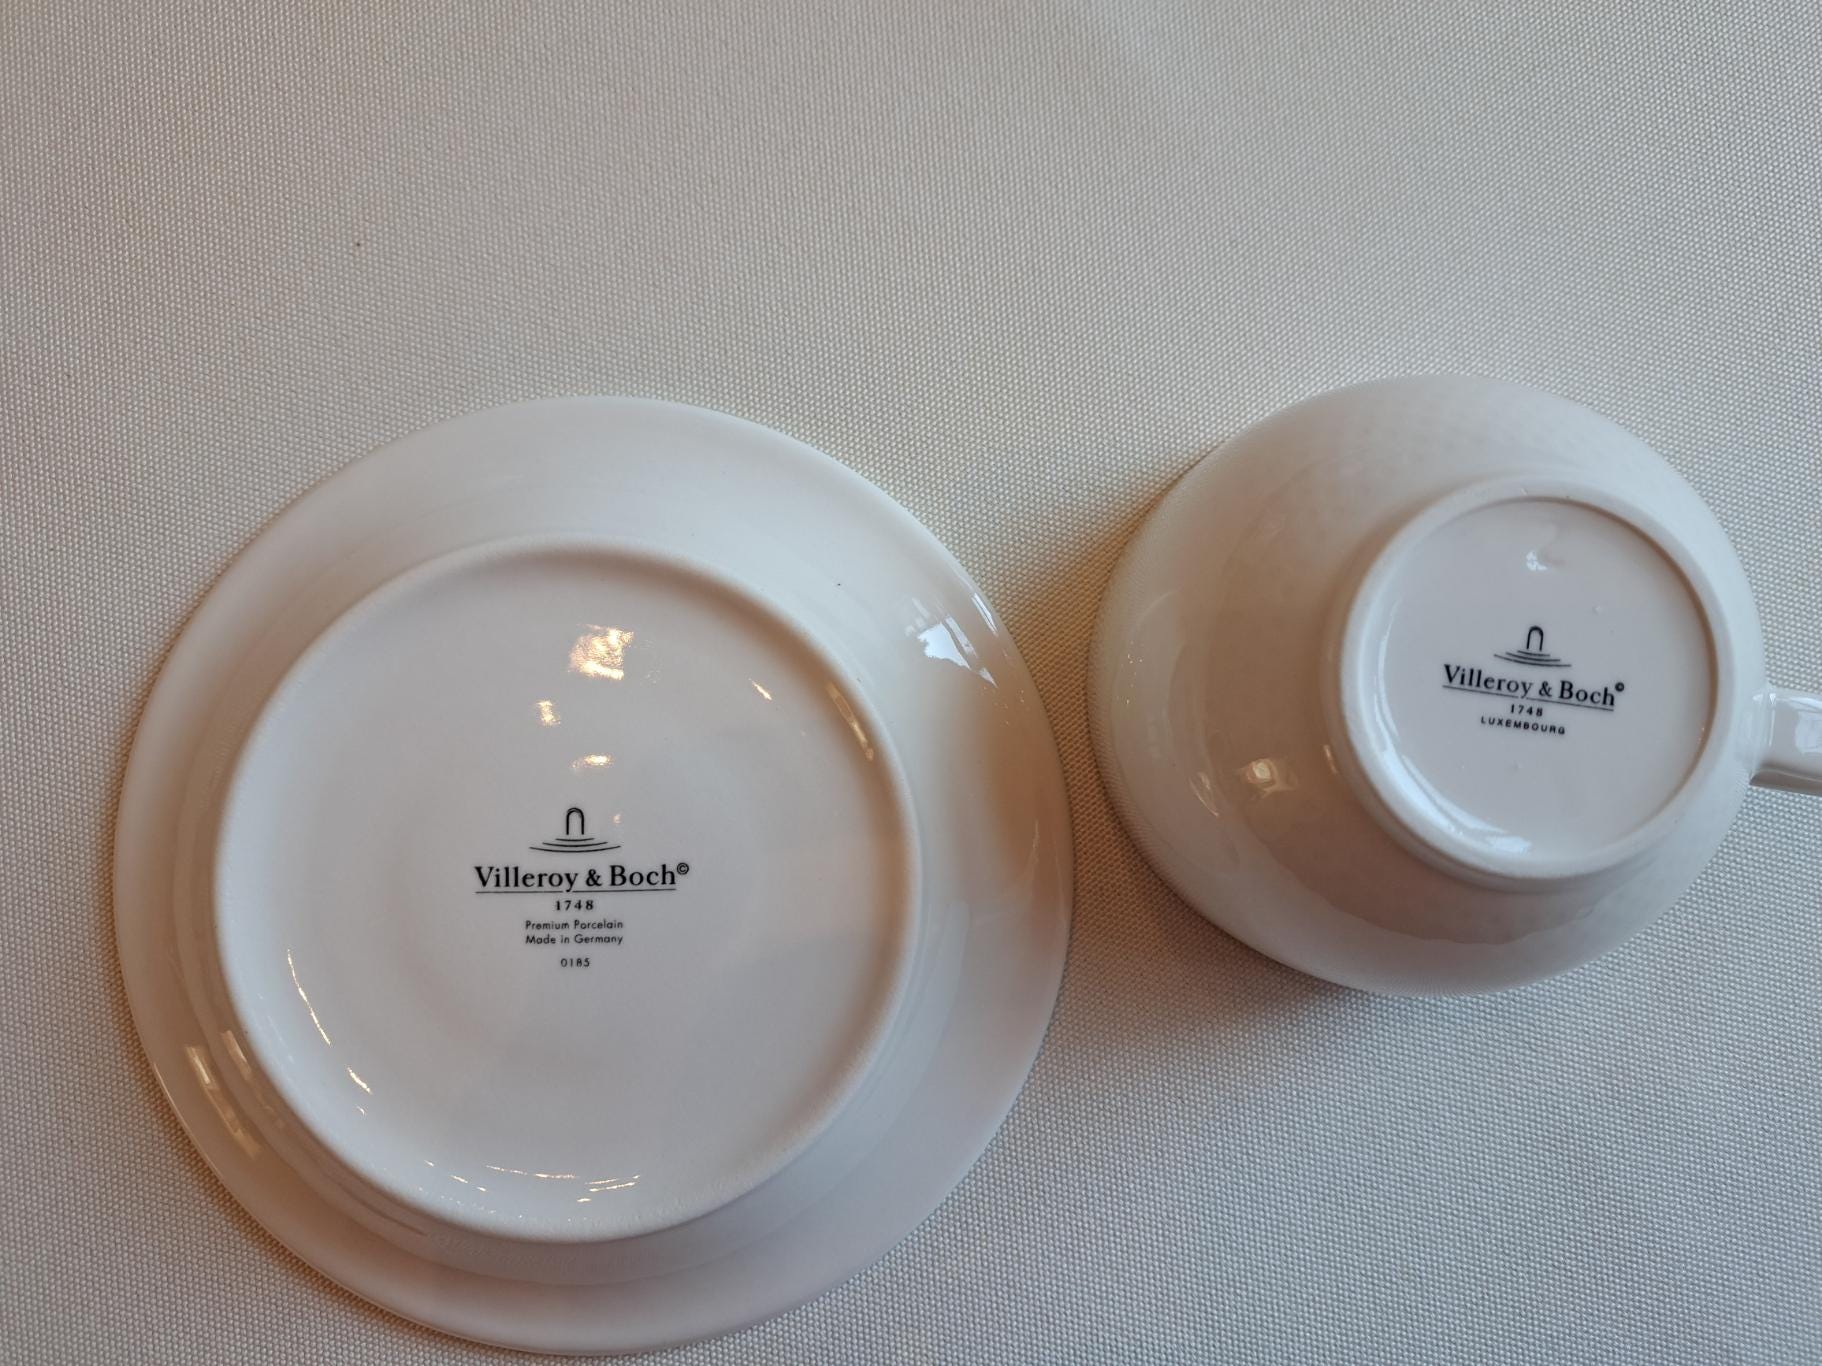 Villeroy & Boch©
1748
Premium Porcelain
Made in Germany
0185
Villeroy & Boch©
1748
LUXEMBOURG